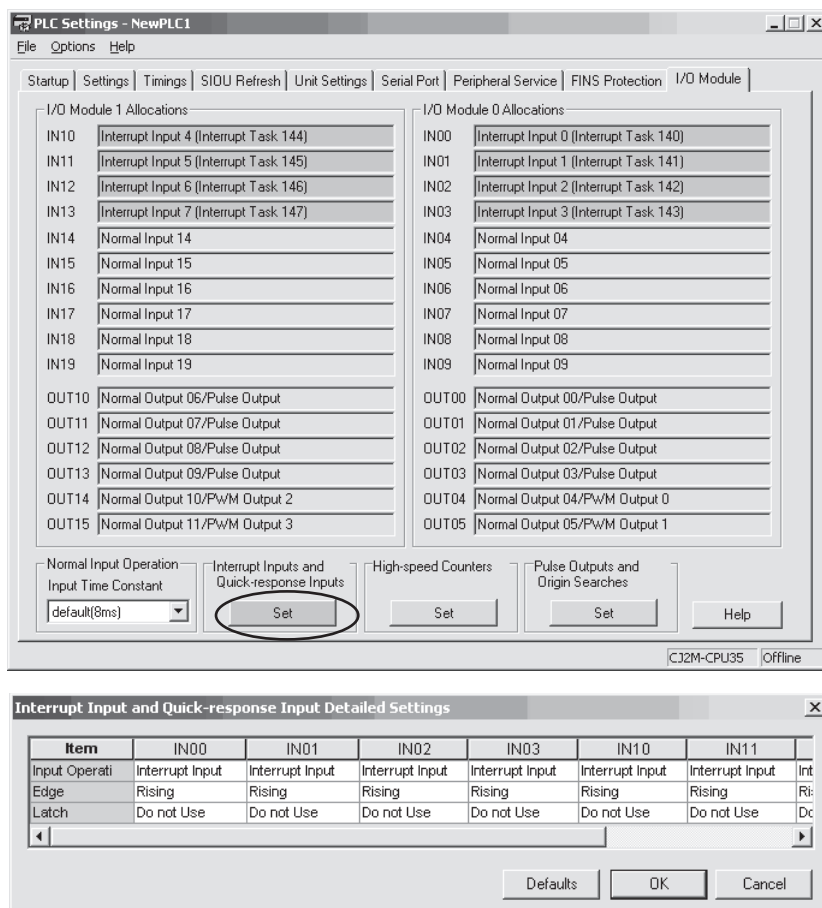 PLC Settings - NewPLC1
File Options Help
Startup Settings Timings SIOU Refresh Unit Settings Serial Port Peripheral Service FINS Protection I/O Module
I/O Module 1 Allocations
IN10 Interrupt Input 4 (Interrupt Task 144)
IN11 Interrupt Input 5 (Interrupt Task 145)
IN12 Interrupt Input 6 (Interrupt Task 146)
IN13 Interrupt Input 7 (Interrupt Task 147)
IN14 Normal Input 14
IN15 Normal Input 15
IN16 Normal Input 16
IN17 Normal Input 17
IN18 Normal Input 18
IN19 Normal Input 19
OUT10 Normal Output 06/Pulse Output
OUT11 Normal Output 07/Pulse Output
OUT12 Normal Output 08/Pulse Output
OUT13 Normal Output 09/Pulse Output
OUT14 Normal Output 10/PWM Output 2
OUT15 Normal Output 11/PWM Output 3
I/O Module 0 Allocations
IN00 Interrupt Input 0 (Interrupt Task 140)
IN01 Interrupt Input 1 (Interrupt Task 141)
IN02 Interrupt Input 2 (Interrupt Task 142)
IN03 Interrupt Input 3 (Interrupt Task 143)
IN04 Normal Input 04
IN05 Normal Input 05
IN06 Normal Input 06
IN07 Normal Input 07
IN08 Normal Input 08
IN09 Normal Input 09
OUT00 Normal Output 00/Pulse Output
OUT01 Normal Output 01/Pulse Output
OUT02 Normal Output 02/Pulse Output
OUT03 Normal Output 03/Pulse Output
OUT04 Normal Output 04/PWM Output 0
OUT05 Normal Output 05/PWM Output 1
Normal Input Operation
Input Time Constant
default(8ms)
Interrupt Inputs and
Quick-response Inputs
Set
High-speed Counters
Set
Pulse Outputs and
Origin Searches
Set
Help
CJ2M-CPU35 Offline
Interrupt Input and Quick-response Input Detailed Settings
Item IN00 IN01 IN02 IN03 IN10 IN11
Input Operati Interrupt Input Interrupt Input Interrupt Input Interrupt Input Interrupt Input Interrupt Input Int
Edge Rising Rising Rising Rising Rising Rising Ris
Latch Do not Use Do not Use Do not Use Do not Use Do not Use Do not Use Do
Defaults OK Cancel